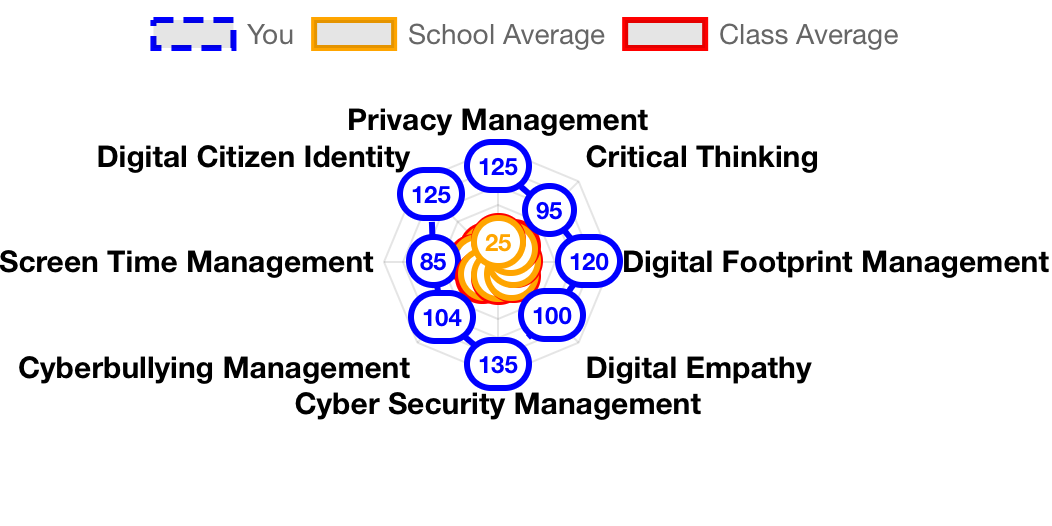 You School Average Class Average
Privacy Management
Digital Citizen Identity Critical Thinking
125
125
95
25
Screen Time Management 85 120 Digital Footprint Management
104 100
135
Cyberbullying Management Digital Empathy
Cyber Security Management